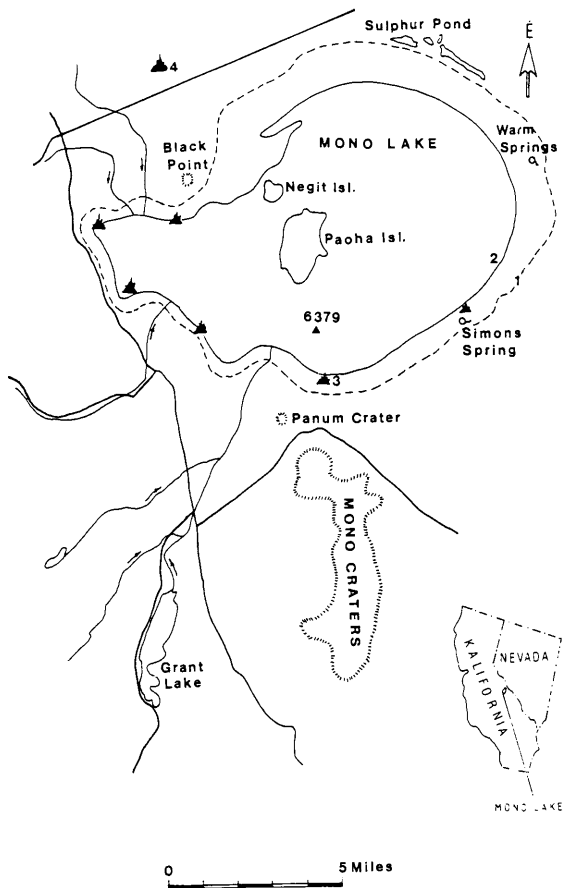 Sulphur Pond
E
4
Black
Point
MONO LAKE
Warm
Springs
Negit Isl.
Paoha Isl.
2
1
6379
Simons
Spring
3
Panum Crater
MONO CRATERS
Grant
Lake
KALIFORNIA
NEVADA
MONO LAKE
0
5 Miles